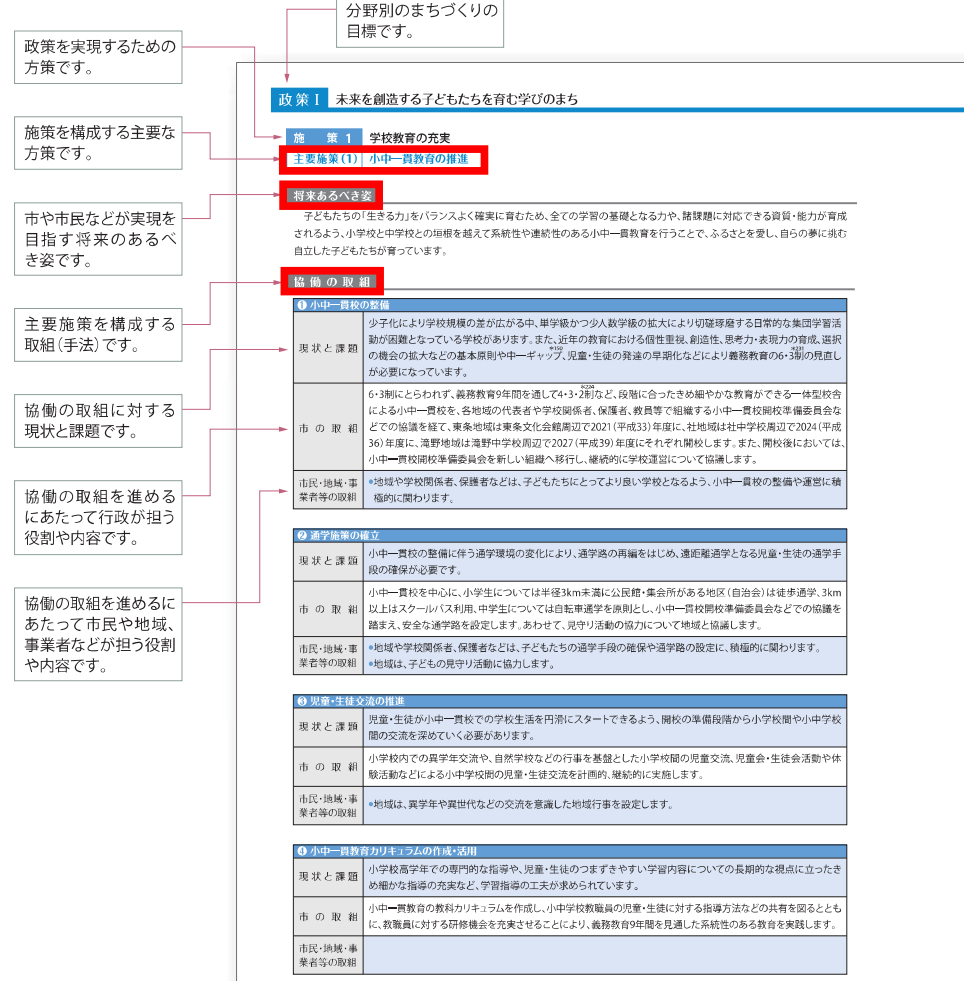 分野別のまちづくりの
目標です。
政策を実現するための
方策です。
施策を構成する主要な
方策です。
市や市民などが実現を
目指す将来のあるべ
き姿です。
主要施策を構成する
取組(手法)です。
協働の取組に対する
現状と課題です。
協働の取組を進める
にあたって行政が担う
役割や内容です。
協働の取組を進めるに
あたって市民や地域、
事業者などが担う役割
や内容です。
政策Ⅰ 未来を創造する子どもたちを育む学びのまち
施 策 1 学校教育の充実
主要施策(1) 小中一貫教育の推進
将来あるべき姿
子どもたちの「生きる力」をバランスよく確実に育むため、全ての学習の基礎となる力や、諸課題に対応できる資質・能力が育成
されるよう、小学校と中学校との垣根を越えて系統性や連続性のある小中一貫教育を行うことで、ふるさとを愛し、自らの夢に挑む
自立した子どもたちが育っています。
協働の取組
❶ 小中一貫校の整備
現状と課題
少子化により学校規模の差が広がる中、単学級かつ少人数学級の拡大により切磋琢磨する日常的な集団学習活
動が困難となっている学校があります。また、近年の教育における個性重視、創造性、思考力・表現力の育成、選択
の機会の拡大などの基本原則や中一ギャップ※150、児童・生徒の発達の早期化などにより義務教育の6・3制※231の見直し
が必要になっています。
市の取組
6・3制にとらわれず、義務教育9年間を通して4・3・2制※224など、段階に合ったきめ細やかな教育ができる一体型校舎
による小中一貫校を、各地域の代表者や学校関係者、保護者、教員等で組織する小中一貫校開校準備委員会な
どでの協議を経て、東条地域は東条文化会館周辺で2021(平成33)年度に、社地域は社中学校周辺で2024(平成
36)年度に、滝野地域は滝野中学校周辺で2027(平成39)年度にそれぞれ開校します。また、開校後においては、
小中一貫校開校準備委員会を新しい組織へ移行し、継続的に学校運営について協議します。
市民・地域・事
業者等の取組
●地域や学校関係者、保護者などは、子どもたちにとってより良い学校となるよう、小中一貫校の整備や運営に積
極的に関わります。
❷ 通学施策の確立
現状と課題
小中一貫校の整備に伴う通学環境の変化により、通学路の再編をはじめ、遠距離通学となる児童・生徒の通学手
段の確保が必要です。
市の取組
小中一貫校を中心に、小学生については半径3km未満に公民館・集会所がある地区(自治会)は徒歩通学、3km
以上はスクールバス利用、中学生については自転車通学を原則とし、小中一貫校開校準備委員会などでの協議を
踏まえ、安全な通学路を設定します。あわせて、見守り活動の協力について地域と協議します。
市民・地域・事
業者等の取組
●地域や学校関係者、保護者などは、子どもたちの通学手段の確保や通学路の設定に、積極的に関わります。
●地域は、子どもの見守り活動に協力します。
❸ 児童・生徒交流の推進
現状と課題
児童・生徒が小中一貫校での学校生活を円滑にスタートできるよう、開校の準備段階から小学校間や小中学校
間の交流を深めていく必要があります。
市の取組
小学校内での異学年交流や、自然学校などの行事を基盤とした小学校間の児童交流、児童会・生徒会活動や体
験活動などによる小中学校間の児童・生徒交流を計画的、継続的に実施します。
市民・地域・事
業者等の取組
●地域は、異学年や異世代などの交流を意識した地域行事を設定します。
❹ 小中一貫教育カリキュラムの作成・活用
現状と課題
小学校高学年での専門的な指導や、児童・生徒のつまずきやすい学習内容についての長期的な視点に立ったき
め細かな指導の充実など、学習指導の工夫が求められています。
市の取組
小中一貫教育の教科カリキュラムを作成し、小中学校教職員の児童・生徒に対する指導方法などの共有を図るととも
に、教職員に対する研修機会を充実させることにより、義務教育9年間を見通した系統性のある教育を実践します。
市民・地域・事
業者等の取組